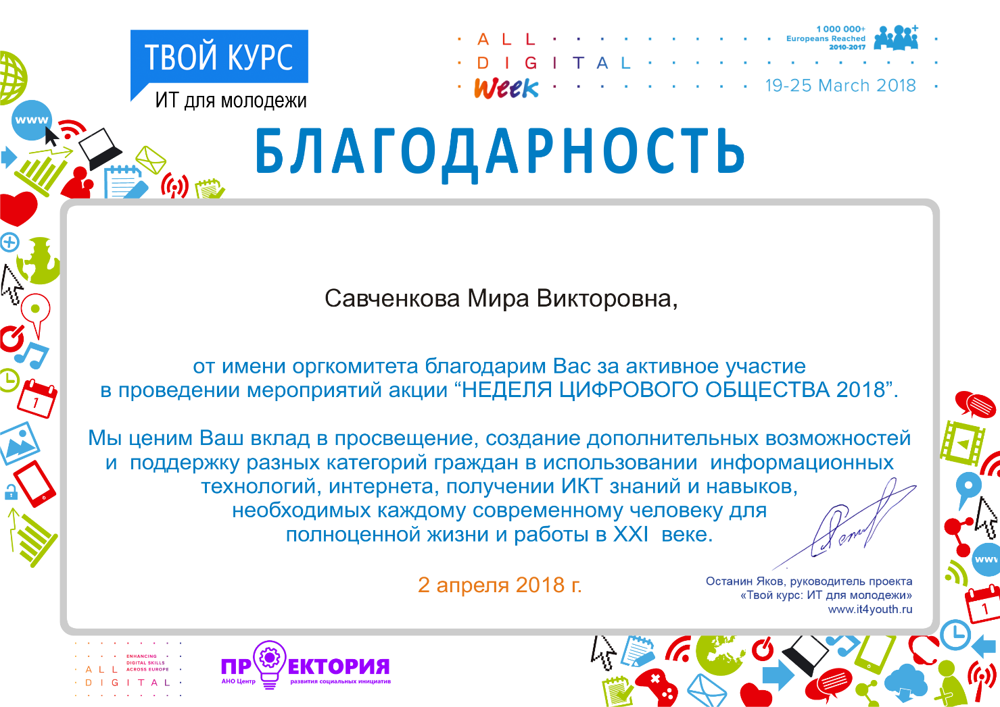 ТВОЙ КУРС
ИТ для молодежи
ALL
DIGITAL
Week
1 000 000+
Europeans Reached
2010-2017
19-25 March 2018
БЛАГОДАРНОСТЬ
www
Савченкова Мира Викторовна,
от имени оргкомитета благодарим Вас за активное участие
в проведении мероприятий акции “НЕДЕЛЯ ЦИФРОВОГО ОБЩЕСТВА 2018”.
Мы ценим Ваш вклад в просвещение, создание дополнительных возможностей
и поддержку разных категорий граждан в использовании информационных
технологий, интернета, получении ИКТ знаний и навыков,
необходимых каждому современному человеку для
полноценной жизни и работы в XXI веке.
2 апреля 2018 г.
Останин Яков, руководитель проекта
«Твой курс: ИТ для молодежи»
www.it4youth.ru
1
www
1
ENHANCING
DIGITAL SKILLS
ACROSS EUROPE
ALL
DIGITAL
ПРОЕКТОРИЯ
АНО Центр развития социальных инициатив